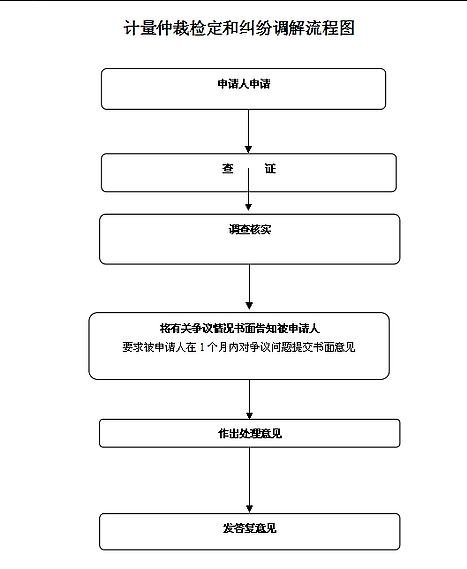 计量仲裁检定和纠纷调解流程图
申请人申请
查 证
调查核实
将有关争议情况书面告知被申请人
要求被申请人在 1 个月内对争议问题提交书面意见
作出处理意见
发答复意见